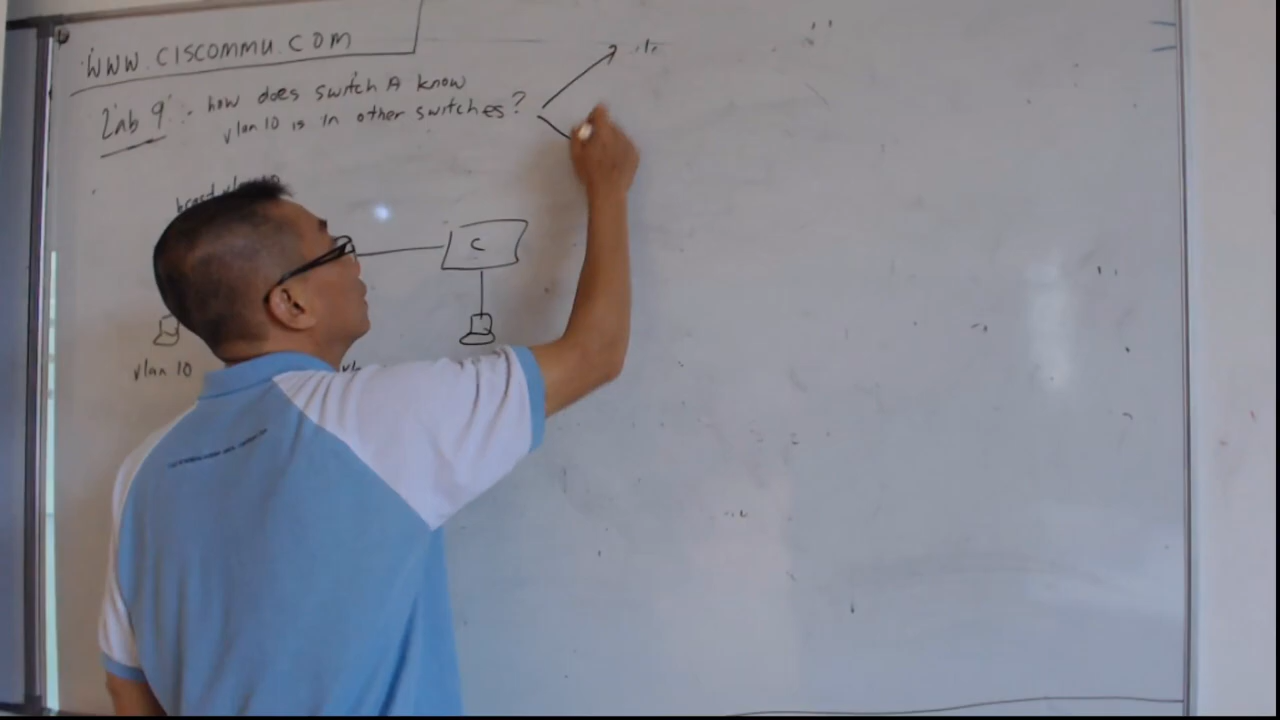 WWW.CISCOMMU.COM
Lab 9 :- how does switch A know
vlan 10 is in other switches?
C
vlan 10